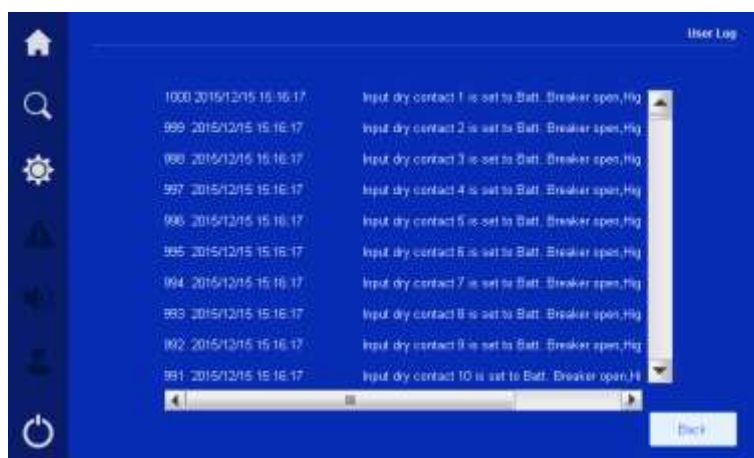 User Log
1000 2015/12/15 15:16:17 Input dry contact 1 is set to Batt. Breaker open,Hig
999 2015/12/15 15:16:17 Input dry contact 2 is set to Batt. Breaker open,Hig
998 2015/12/15 15:16:17 Input dry contact 3 is set to Batt. Breaker open,Hig
997 2015/12/15 15:16:17 Input dry contact 4 is set to Batt. Breaker open,Hig
996 2015/12/15 15:16:17 Input dry contact 5 is set to Batt. Breaker open,Hig
995 2015/12/15 15:16:17 Input dry contact 6 is set to Batt. Breaker open,Hig
994 2015/12/15 15:16:17 Input dry contact 7 is set to Batt. Breaker open,Hig
993 2015/12/15 15:16:17 Input dry contact 8 is set to Batt. Breaker open,Hig
992 2015/12/15 15:16:17 Input dry contact 9 is set to Batt. Breaker open,Hig
991 2015/12/15 15:16:17 Input dry contact 10 is set to Batt. Breaker open,Hi
Back